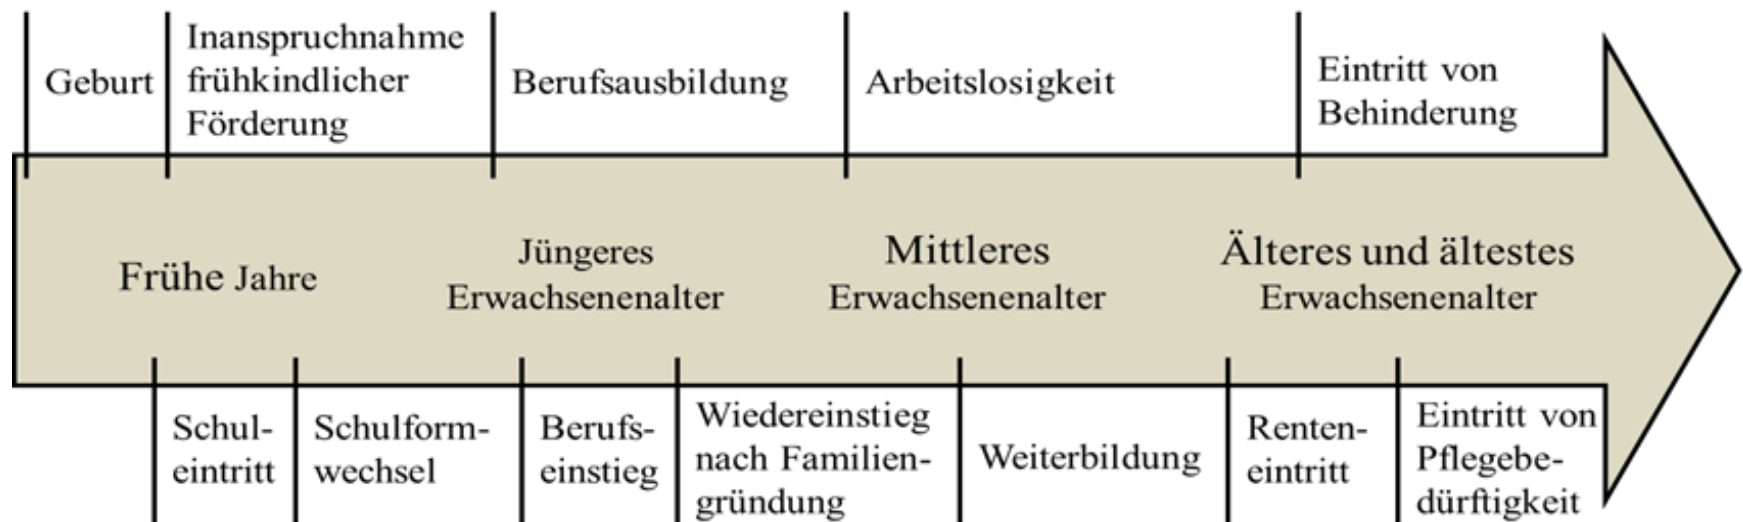 Geburt
Inanspruchnahme
frühkindlicher
Förderung
Berufsausbildung
Arbeitslosigkeit
Eintritt von
Behinderung
Frühe Jahre
Jüngeres
Erwachsenenalter
Mittleres
Erwachsenenalter
Älteres und ältestes
Erwachsenenalter
Schul-
eintritt
Schulform-
wechsel
Berufs-
einstieg
Wiedereinstieg
nach Familien-
gründung
Weiterbildung
Renten-
eintritt
Eintritt von
Pflegebe-
dürftigkeit